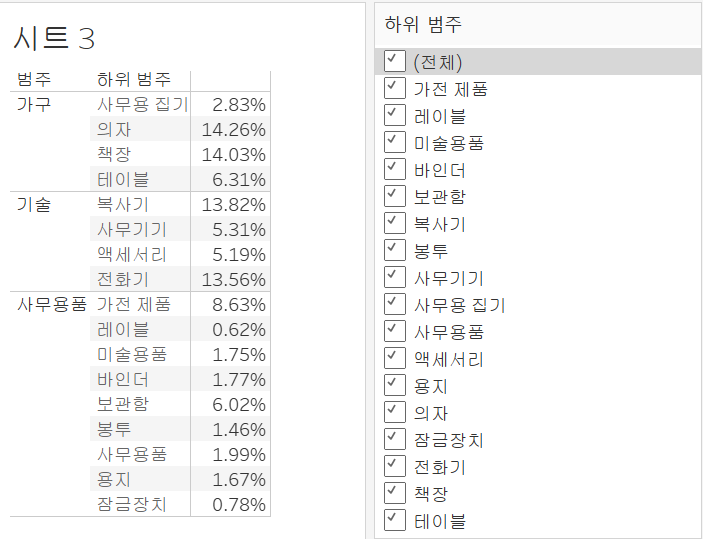 시트 3
범주 하위 범주
가구 사무용 집기 2.83%
의자 14.26%
책장 14.03%
테이블 6.31%
기술 복사기 13.82%
사무기기 5.31%
액세서리 5.19%
전화기 13.56%
사무용품 가전 제품 8.63%
레이블 0.62%
미술용품 1.75%
바인더 1.77%
보관함 6.02%
봉투 1.46%
사무용품 1.99%
용지 1.67%
잠금장치 0.78%
하위 범주
(전체)
가전 제품
레이블
미술용품
바인더
보관함
복사기
봉투
사무기기
사무용 집기
사무용품
액세서리
용지
의자
잠금장치
전화기
책장
테이블